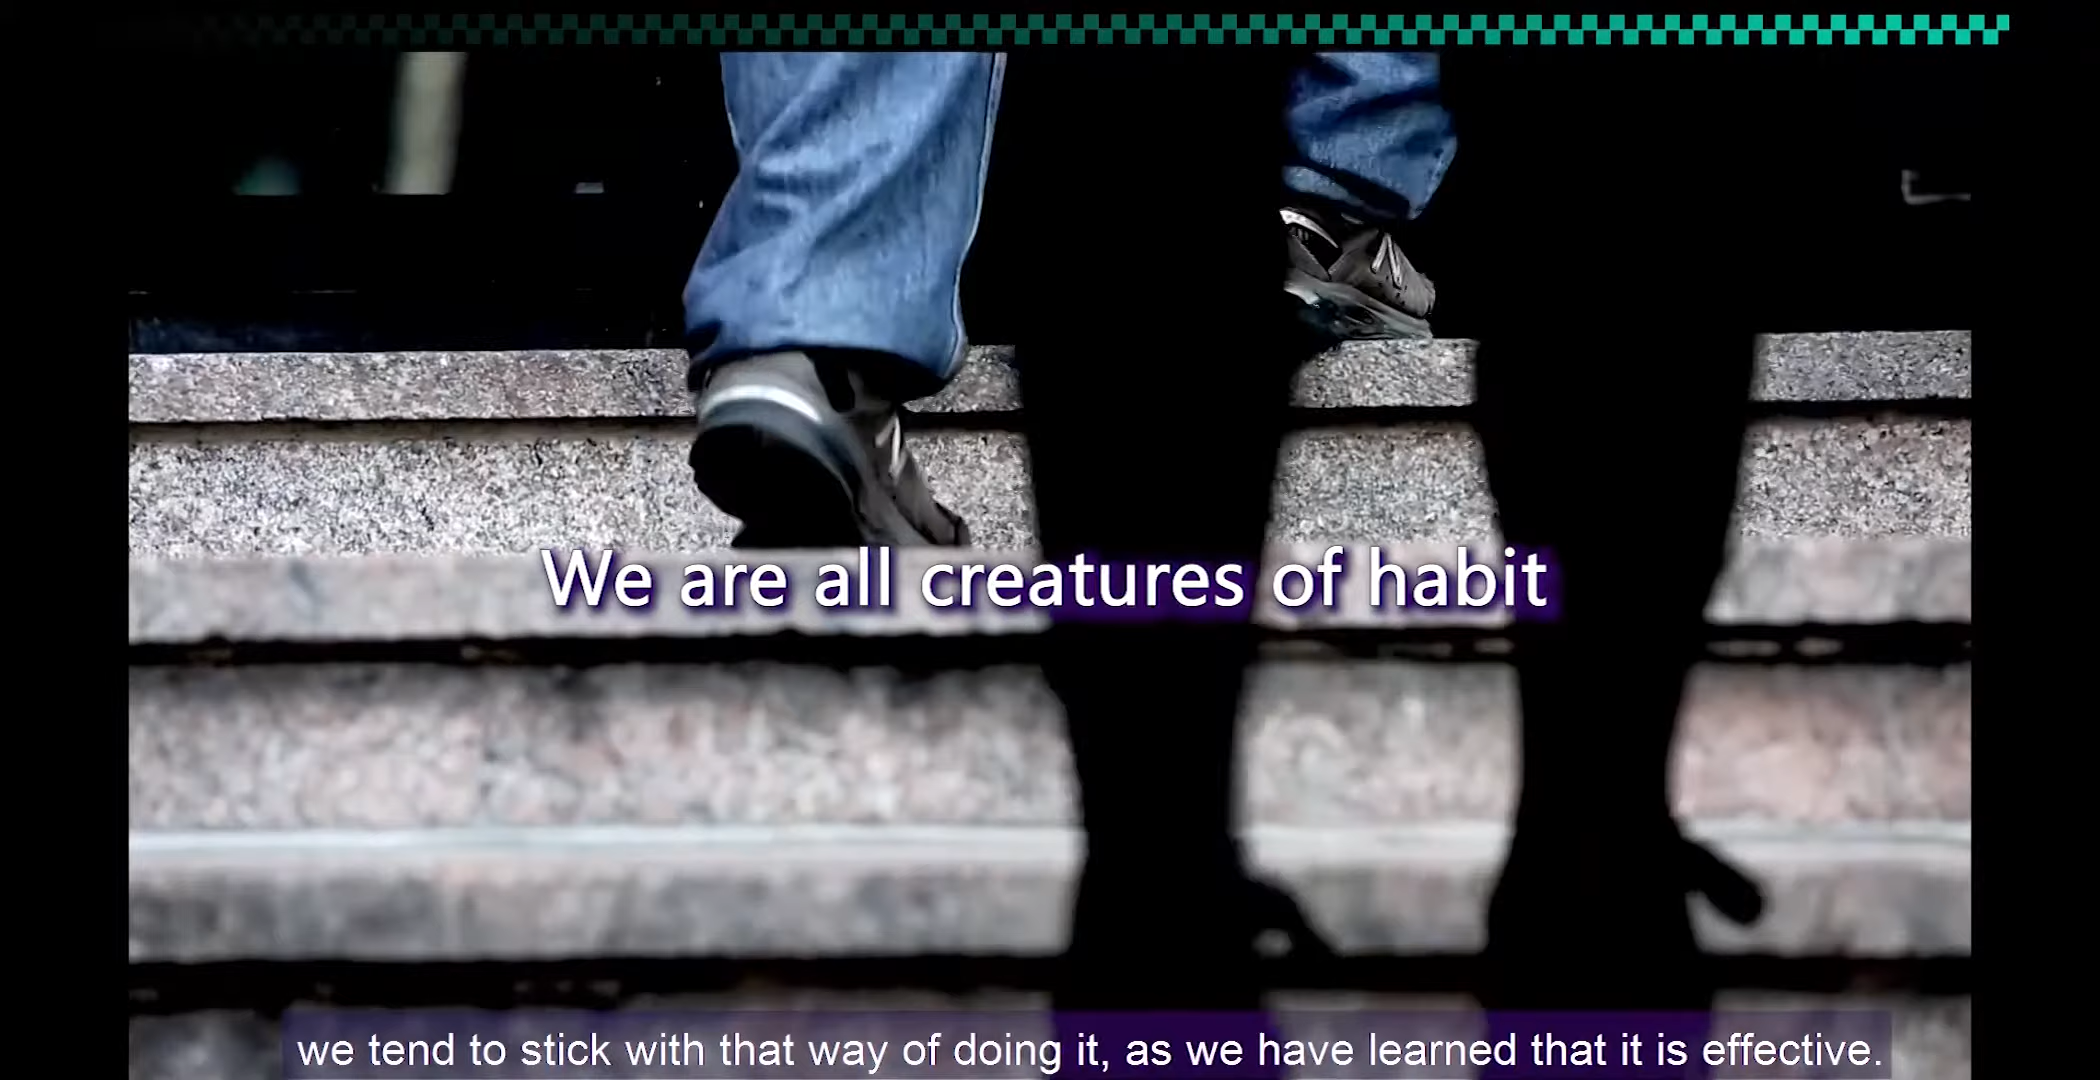 We are all creatures of habit
we tend to stick with that way of doing it, as we have learned that it is effective.